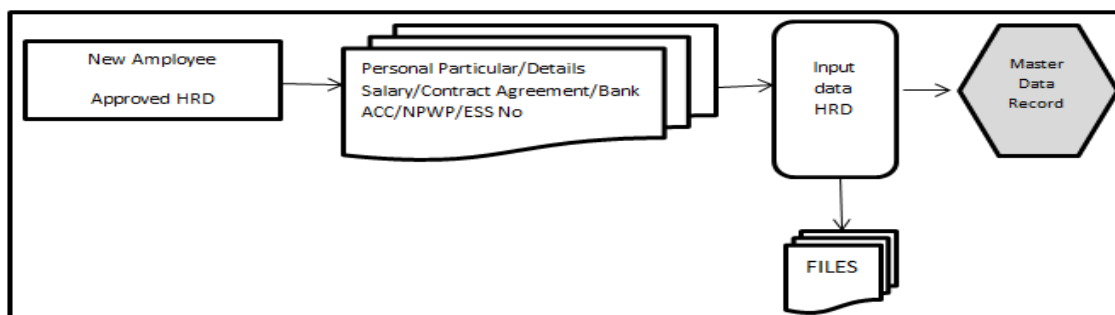 New Amployee
Approved HRD
Personal Particular/Details
Salary/Contract Agreement/Bank
ACC/NPWP/ESS No
Input
data
HRD
Master
Data
Record
FILES